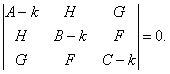 | A – k   H   G |
| H   B – k   F | = 0.
| G   F   C – k |